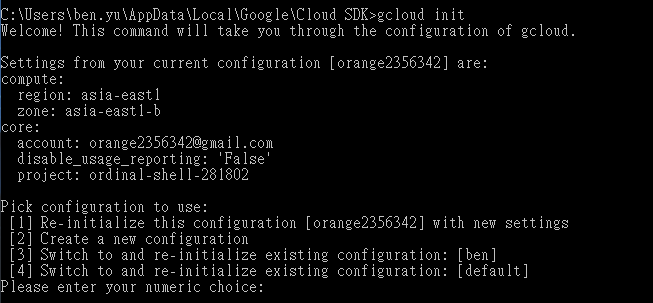 C:\Users\ben.yu\AppData\Local\Google\Cloud SDK>gcloud init
Welcome! This command will take you through the configuration of gcloud.
Settings from your current configuration [orange2356342] are:
compute:
  region: asia-east1
  zone: asia-east1-b
core:
  account: orange2356342@gmail.com
  disable_usage_reporting: 'False'
  project: ordinal-shell-281802
Pick configuration to use:
 [1] Re-initialize this configuration [orange2356342] with new settings
 [2] Create a new configuration
 [3] Switch to and re-initialize existing configuration: [ben]
 [4] Switch to and re-initialize existing configuration: [default]
Please enter your numeric choice: